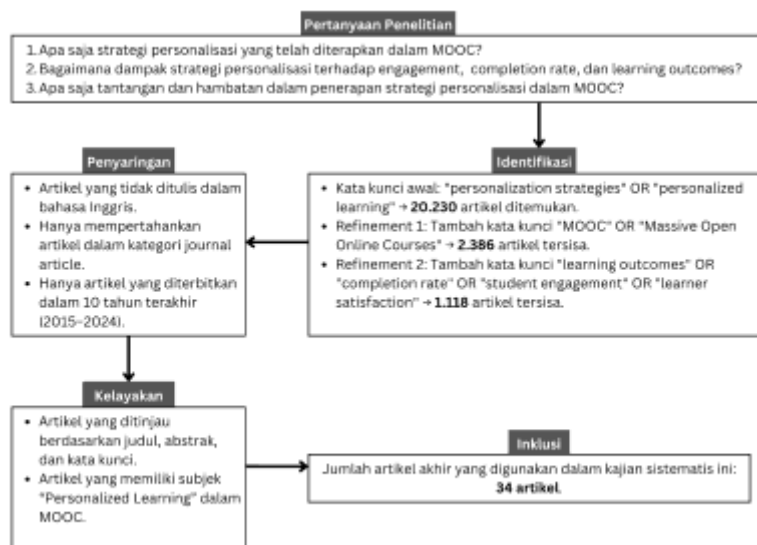 Pertanyaan Penelitian
1. Apa saja strategi personalisasi yang telah diterapkan dalam MOOC?
2. Bagaimana dampak strategi personalisasi terhadap engagement, completion rate, dan learning outcomes?
3. Apa saja tantangan dan hambatan dalam penerapan strategi personalisasi dalam MOOC?
Identifikasi
• Kata kunci awal: "personalization strategies" OR "personalized
learning" → 20.230 artikel ditemukan.
• Refinement 1: Tambah kata kunci "MOOC" OR "Massive Open
Online Courses" → 2.386 artikel tersisa.
• Refinement 2: Tambah kata kunci "learning outcomes" OR
"completion rate" OR "student engagement" OR "learner
satisfaction" → 1.118 artikel tersisa.
Penyaringan
• Artikel yang tidak ditulis dalam
bahasa Inggris.
• Hanya mempertahankan
artikel dalam kategori journal
article.
• Hanya artikel yang diterbitkan
dalam 10 tahun terakhir
(2015–2024).
Kelayakan
• Artikel yang ditinjau
berdasarkan judul, abstrak,
dan kata kunci.
• Artikel yang memiliki subjek
"Personalized Learning" dalam
MOOC.
Inklusi
Jumlah artikel akhir yang digunakan dalam kajian sistematis ini:
34 artikel.